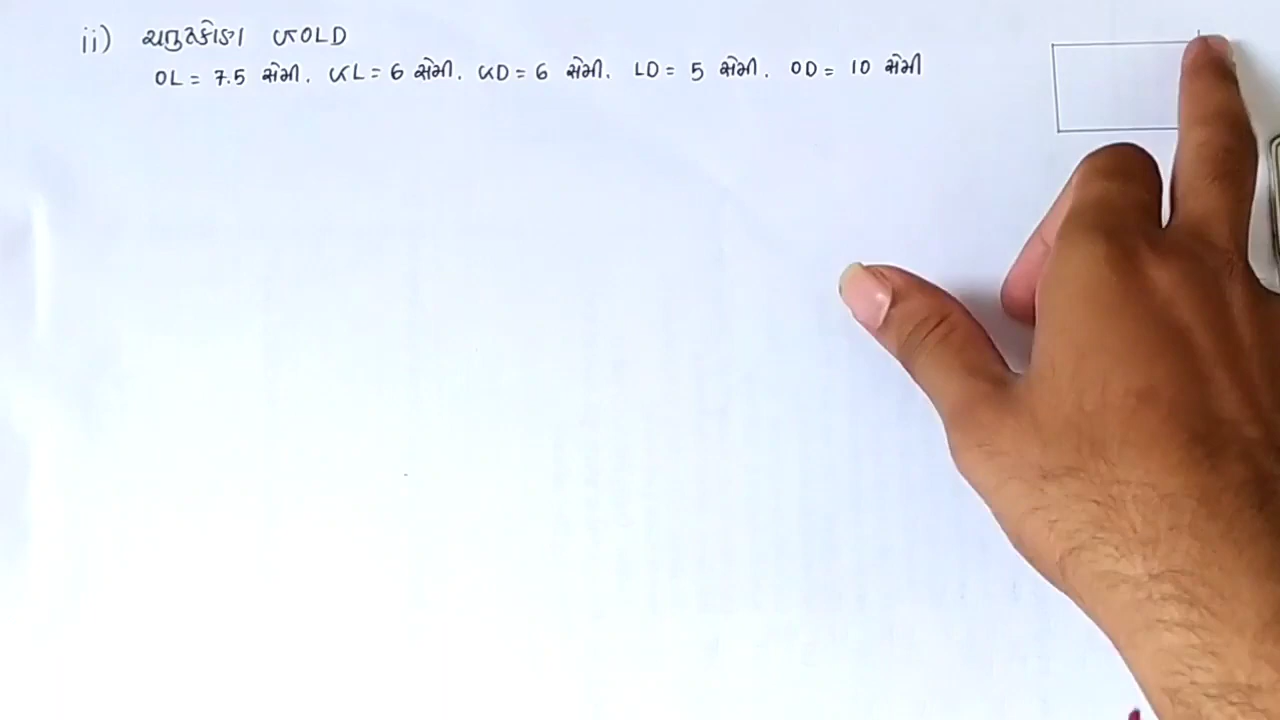 ii) ચતુષ્કોણ GOLD
OL = 7.5 સેમી. GL = 6 સેમી. GD = 6 સેમી. LD = 5 સેમી. OD = 10 સેમી